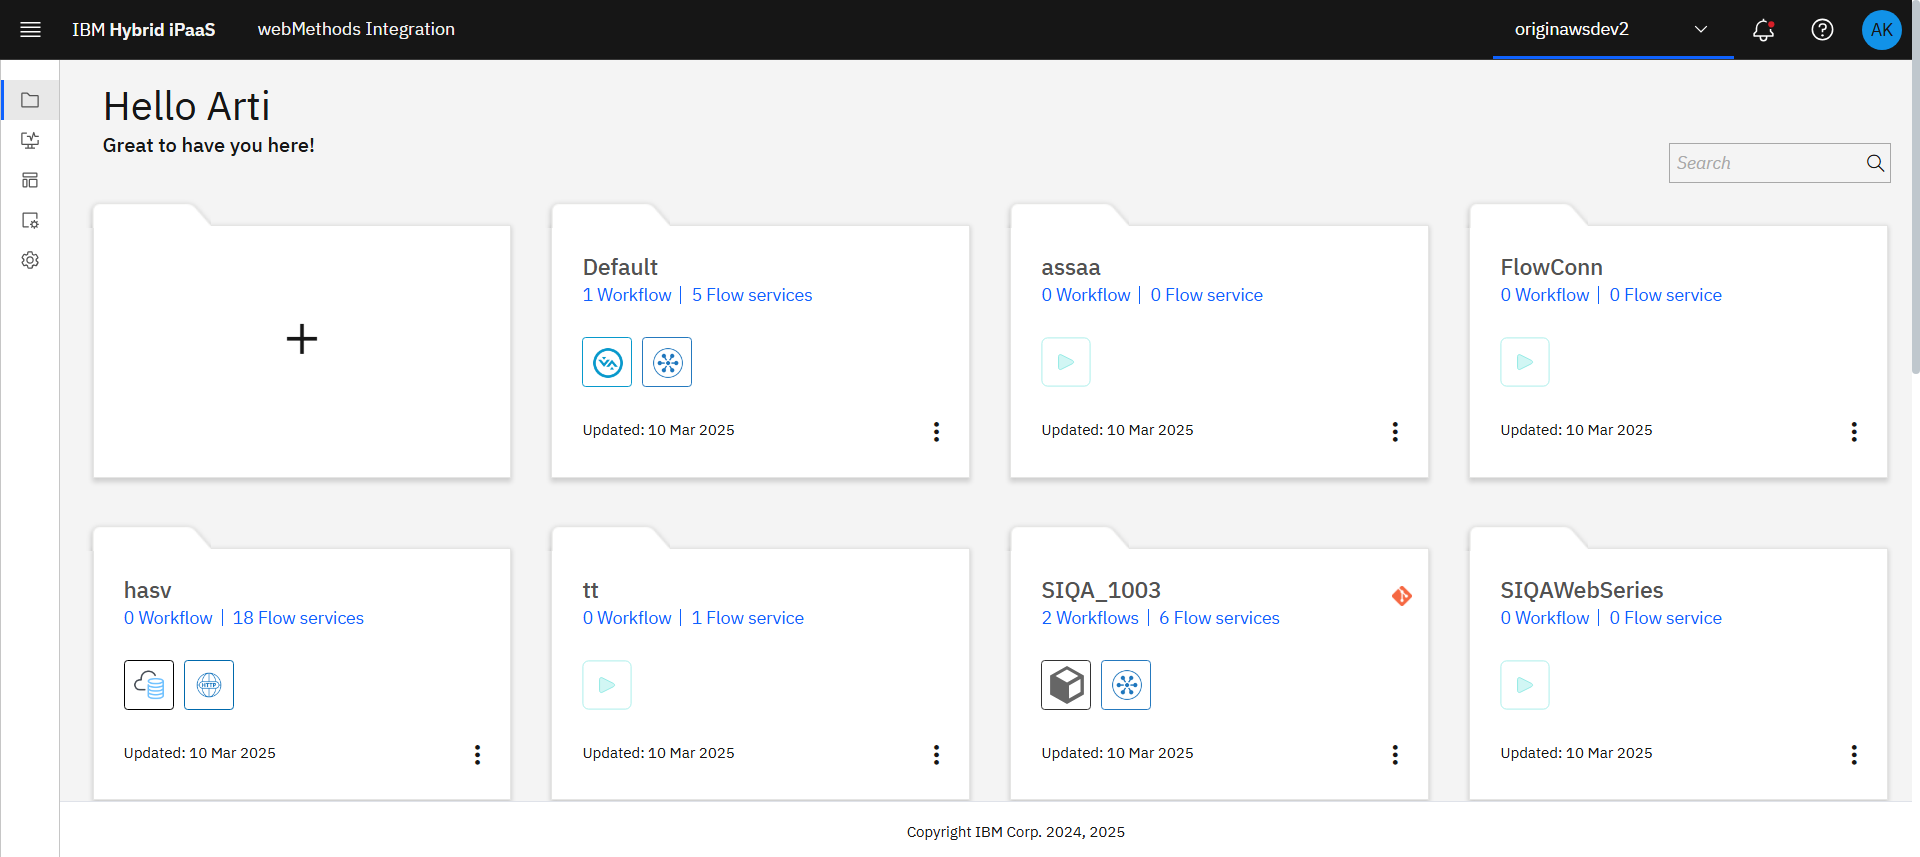 IBM Hybrid iPaaS
webMethods Integration
originawsdev2
AK
Hello Arti
Great to have you here!
Search
Default
1 Workflow | 5 Flow services
Updated: 10 Mar 2025
assaa
0 Workflow | 0 Flow service
Updated: 10 Mar 2025
FlowConn
0 Workflow | 0 Flow service
Updated: 10 Mar 2025
hasv
0 Workflow | 18 Flow services
HTTP
Updated: 10 Mar 2025
tt
0 Workflow | 1 Flow service
Updated: 10 Mar 2025
SIQA_1003
2 Workflows | 6 Flow services
Updated: 10 Mar 2025
SIQAWebSeries
0 Workflow | 0 Flow service
Updated: 10 Mar 2025
Copyright IBM Corp. 2024, 2025